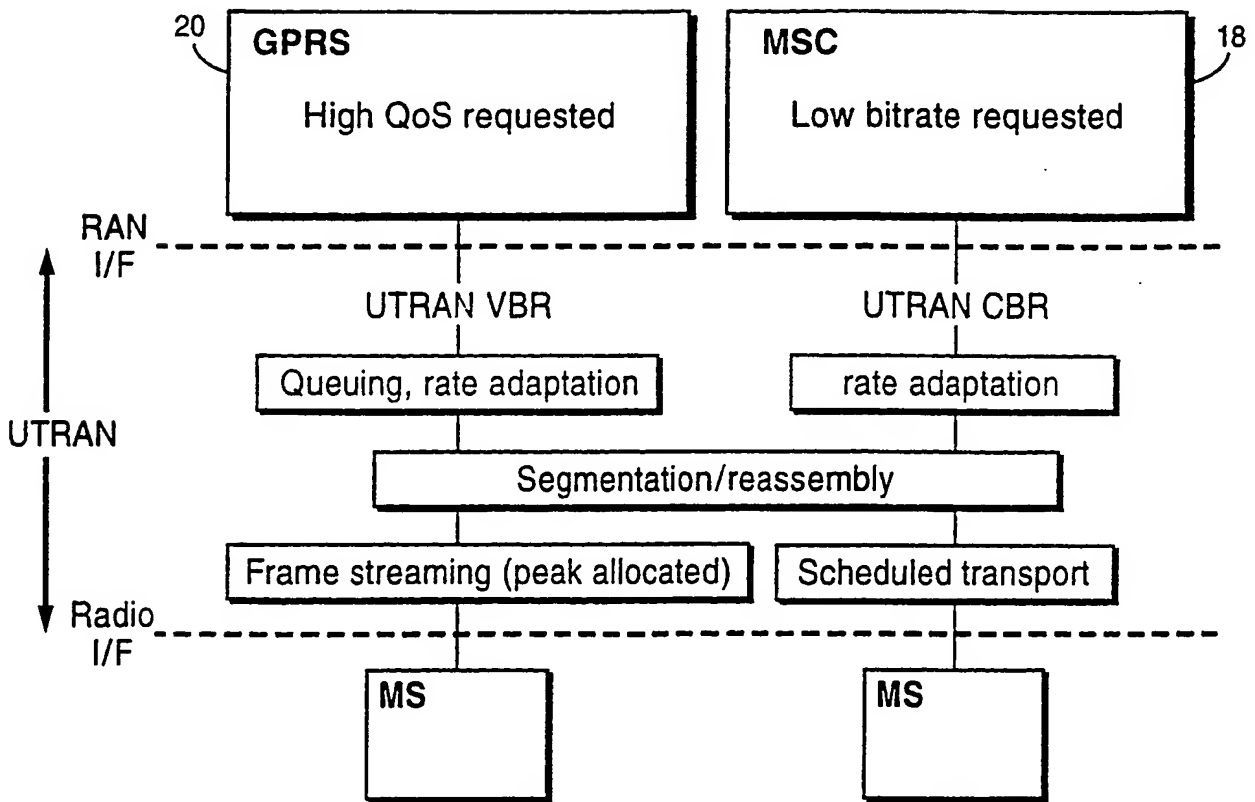 20
GPRS
High QoS requested
MSC
18
Low bitrate requested
RAN
I/F
UTRAN VBR
UTRAN CBR
Queuing, rate adaptation
rate adaptation
UTRAN
Segmentation/reassembly
Frame streaming (peak allocated)
Scheduled transport
Radio
I/F
MS
MS